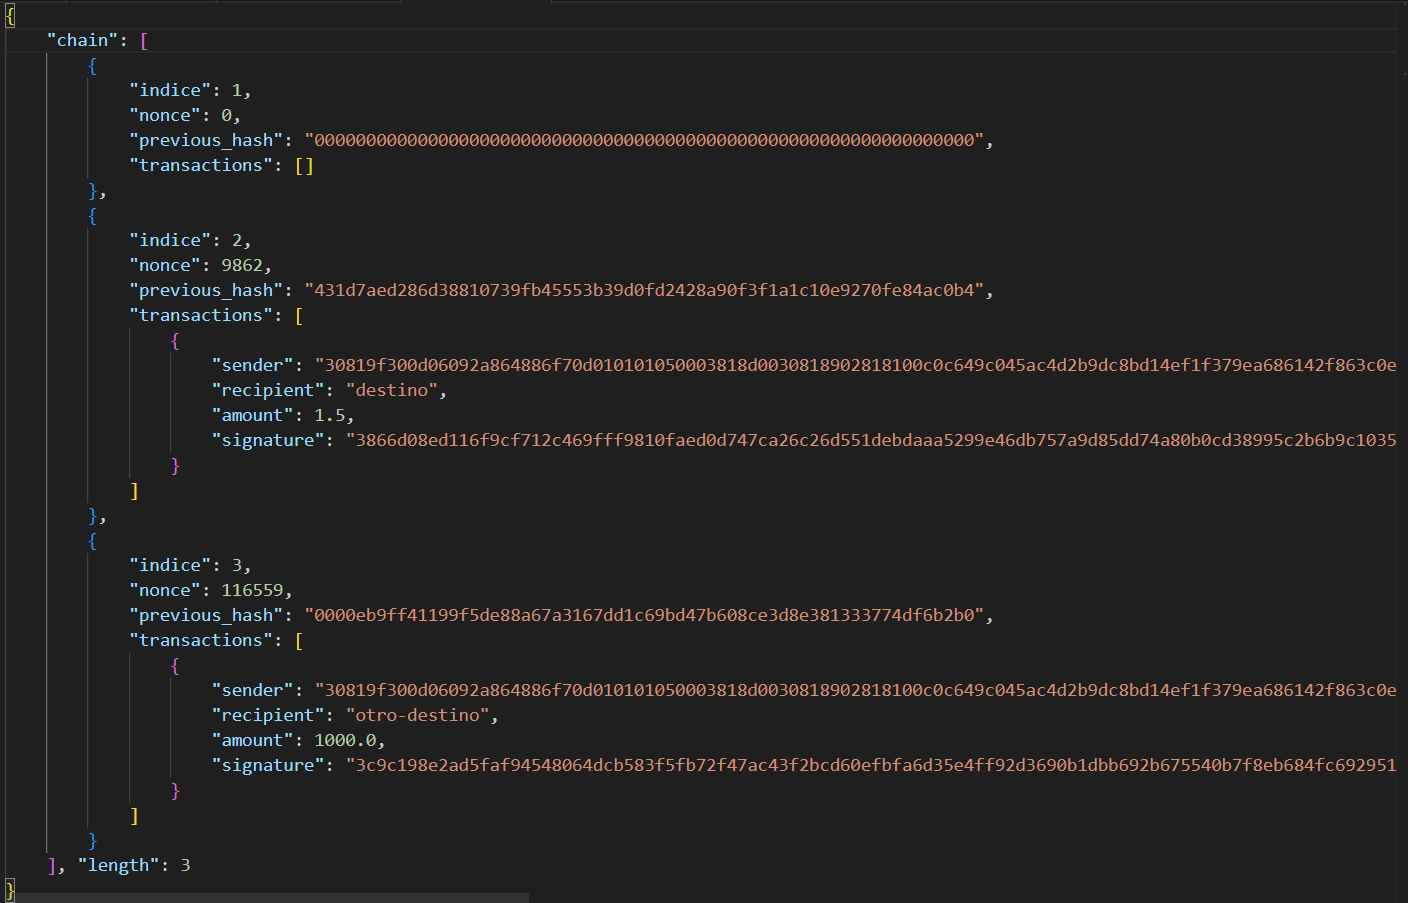 {
"chain": [
{
"indice": 1,
"nonce": 0,
"previous_hash": "0000000000000000000000000000000000000000000000000000000000000000",
"transactions": []
},
{
"indice": 2,
"nonce": 9862,
"previous_hash": "431d7aed286d38810739fb45553b39d0fd2428a90f3f1a1c10e9270fe84ac0b4",
"transactions": [
{
"sender": "30819f300d06092a864886f70d010101050003818d0030818902818100c0c649c045ac4d2b9dc8bd14ef1f379ea686142f863c0e
"recipient": "destino",
"amount": 1.5,
"signature": "3866d08ed116f9cf712c469fff9810faed0d747ca26c26d551debdaaa5299e46db757a9d85dd74a80b0cd38995c2b6b9c1035
}
]
},
{
"indice": 3,
"nonce": 116559,
"previous_hash": "0000eb9ff41199f5de88a67a3167dd1c69bd47b608ce3d8e381333774df6b2b0",
"transactions": [
{
"sender": "30819f300d06092a864886f70d010101050003818d0030818902818100c0c649c045ac4d2b9dc8bd14ef1f379ea686142f863c0e
"recipient": "otro-destino",
"amount": 1000.0,
"signature": "3c9c198e2ad5faf94548064dcb583f5fb72f47ac43f2bcd60efbfa6d35e4ff92d3690b1dbb692b675540b7f8eb684fc692951
}
]
}
], "length": 3
}